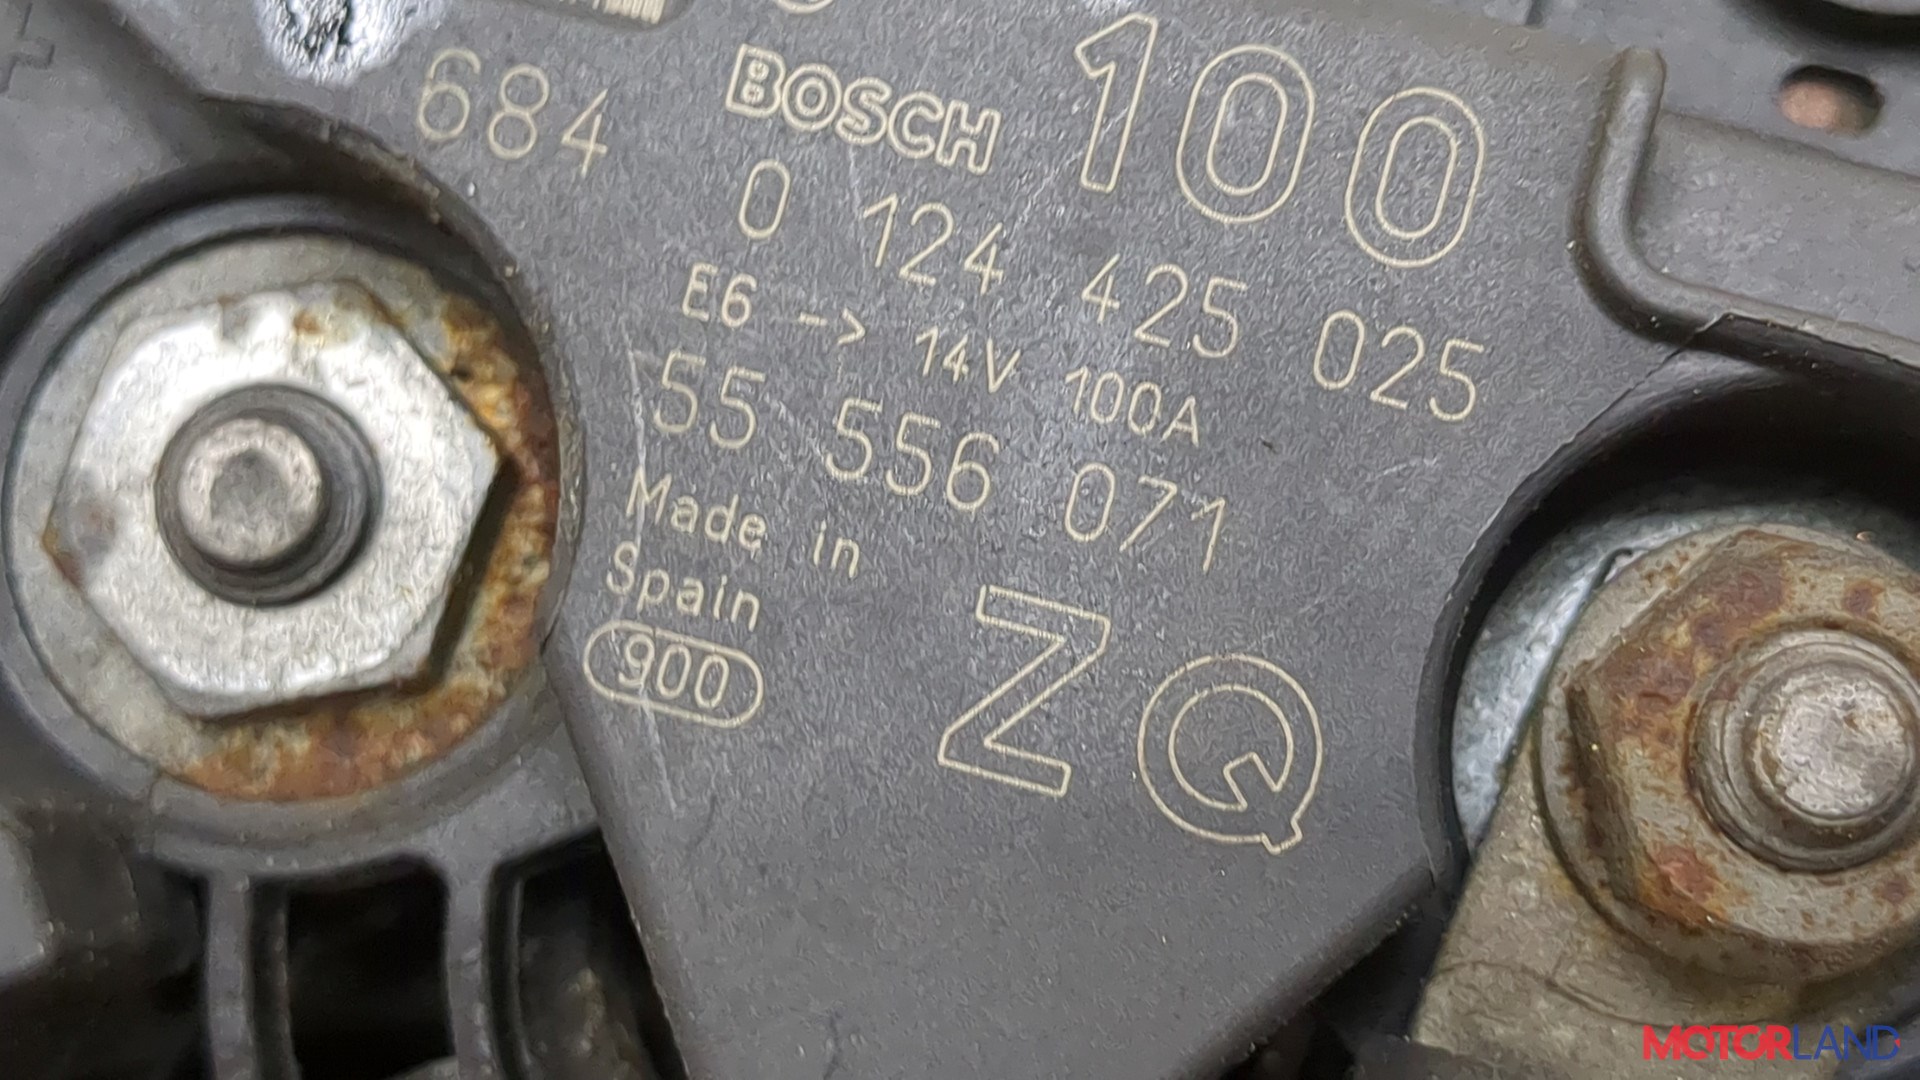 684
BOSCH 100
0 124 425 025
E6 -> 14V 100A
55 556 071
Made in
Spain
900
ZQ
MOTORLAND